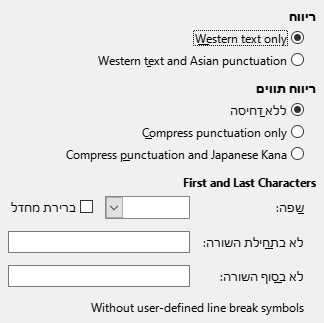 ריווח
Western text only
Western text and Asian punctuation
ריווח תווים
ללא דחיסה
Compress punctuation only
Compress punctuation and Japanese Kana
First and Last Characters
שפה:
ברירת מחדל
לא בתחילת השורה:
לא בסוף השורה:
Without user-defined line break symbols